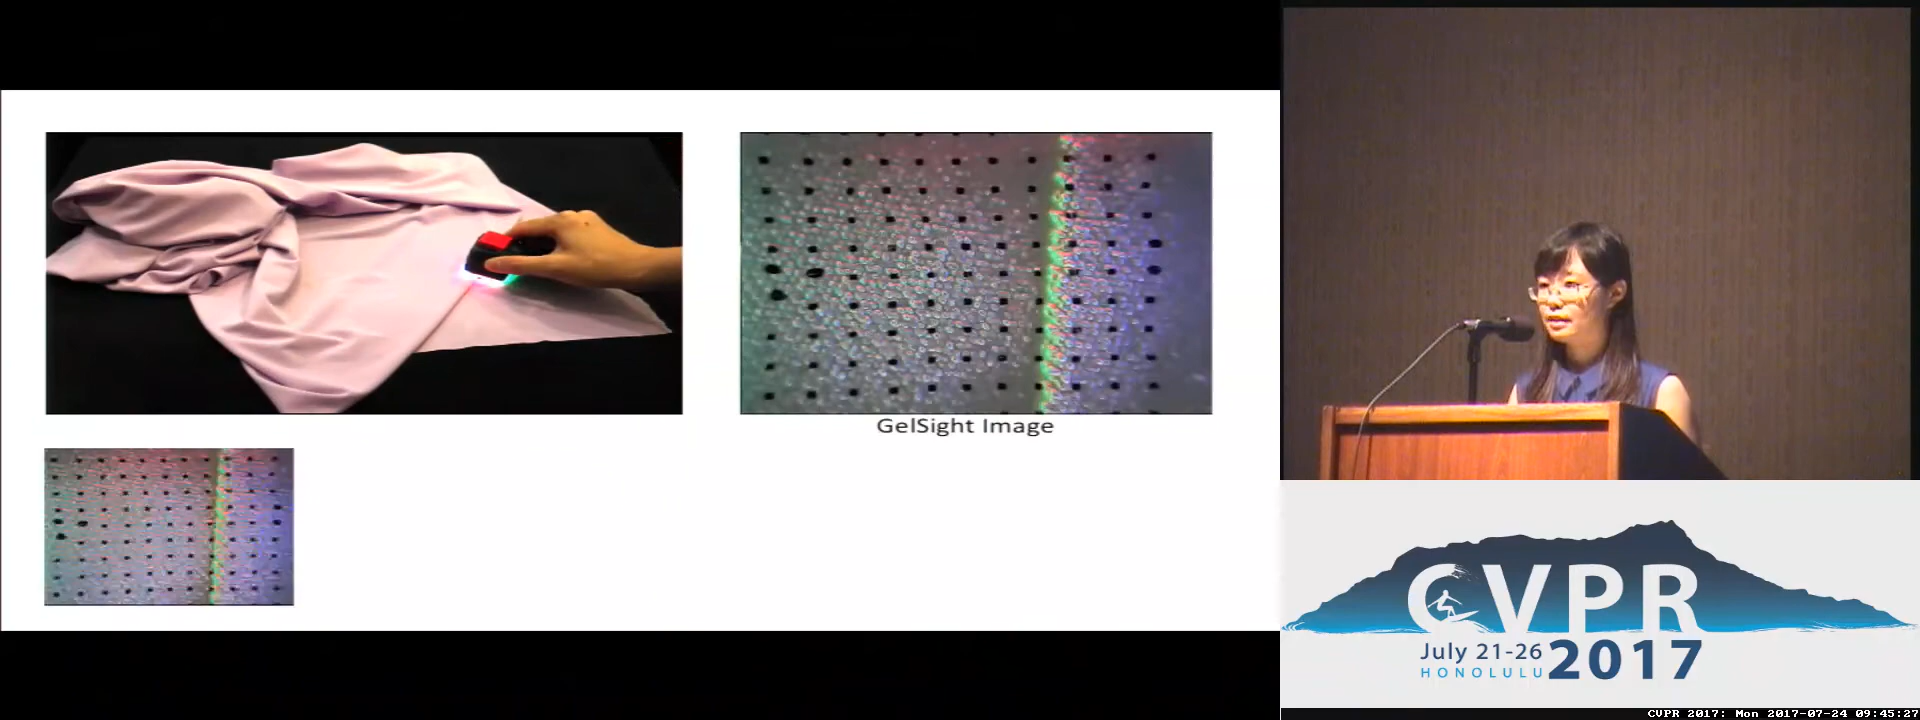 GelSight Image
CVPR
July 21-26
HONOLULU
2017
CVPR 2017: Mon 2017-07-24 09:45:27